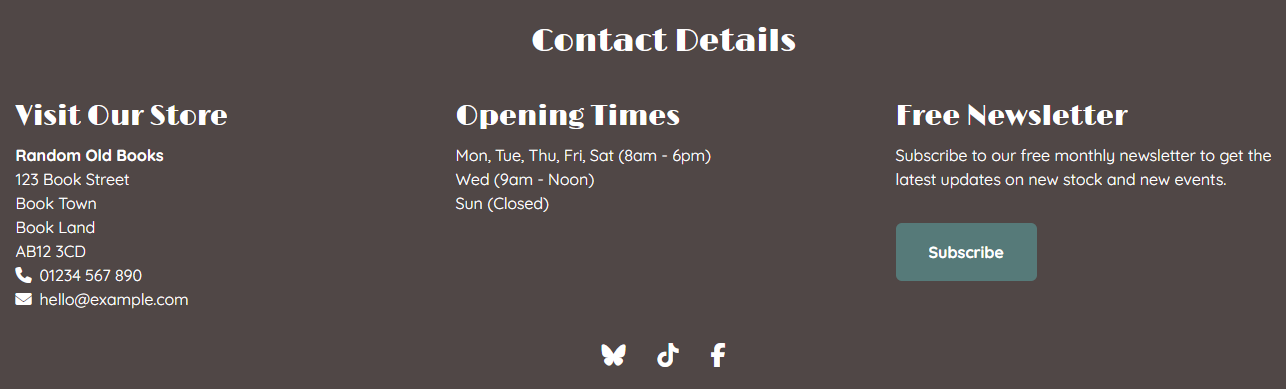 Contact Details
Visit Our Store
Random Old Books
123 Book Street
Book Town
Book Land
AB12 3CD
01234 567 890
hello@example.com
Opening Times
Mon, Tue, Thu, Fri, Sat (8am - 6pm)
Wed (9am - Noon)
Sun (Closed)
Free Newsletter
Subscribe to our free monthly newsletter to get the
latest updates on new stock and new events.
Subscribe